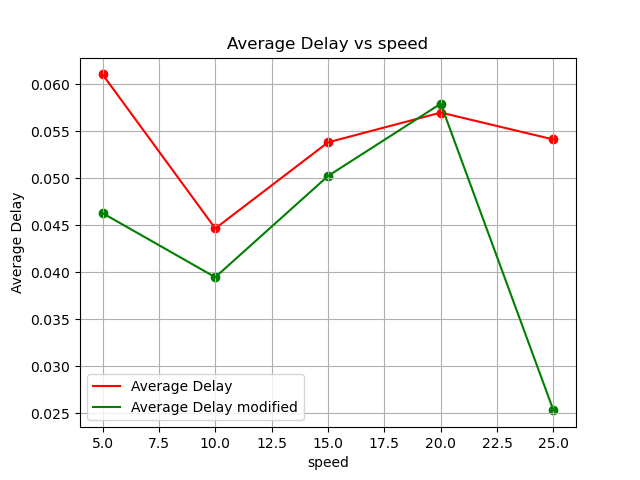 Average Delay vs speed
0.060
0.055
0.050
0.045
0.040
0.035
0.030
0.025
Average Delay
Average Delay
Average Delay modified
5.0 7.5 10.0 12.5 15.0 17.5 20.0 22.5 25.0
speed